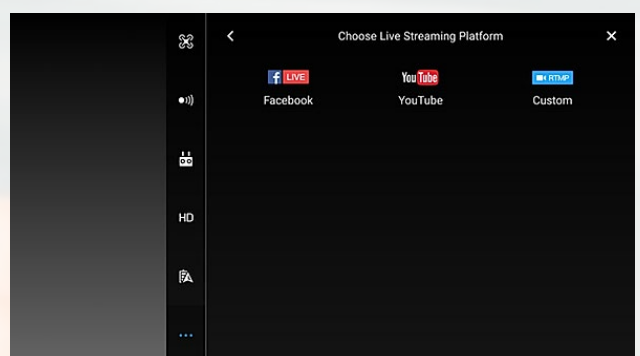 Choose Live Streaming Platform
f LIVE
YouTube
RTMP
Facebook
YouTube
Custom
HD
A